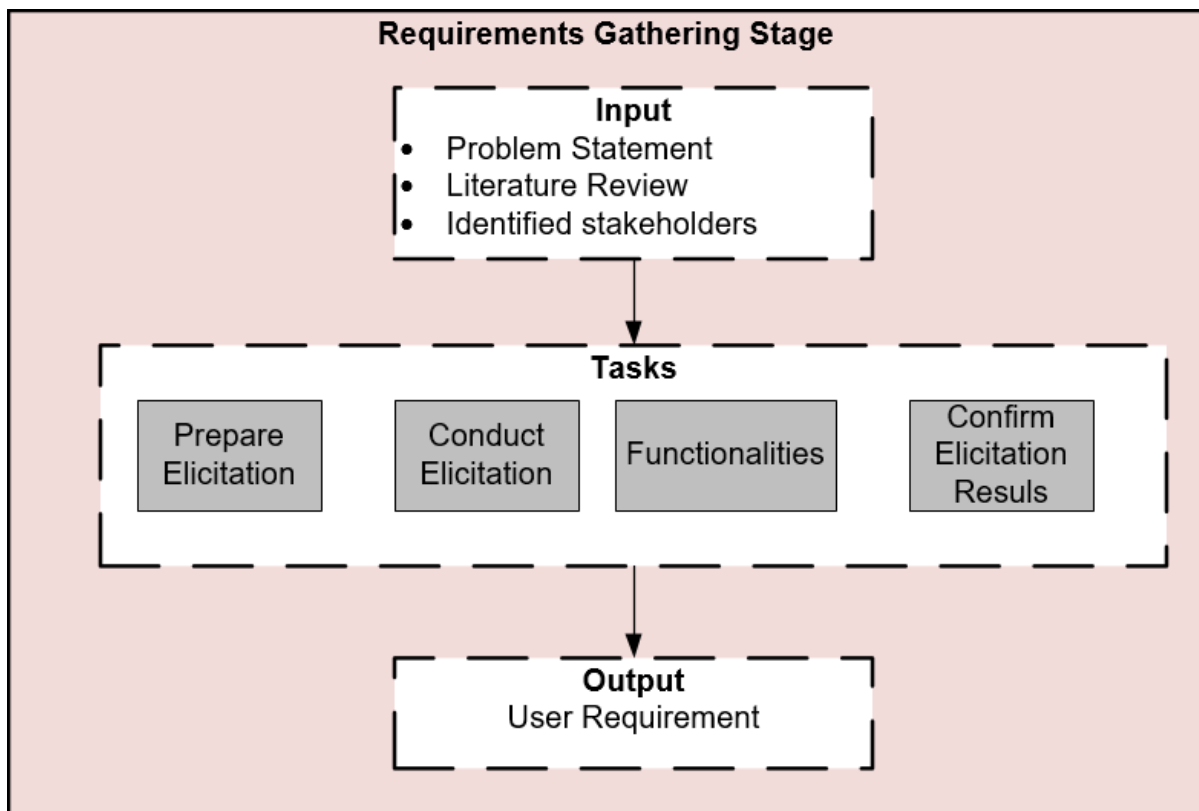 Requirements Gathering Stage
Input
• Problem Statement
• Literature Review
• Identified stakeholders
Tasks
Prepare
Elicitation
Conduct
Elicitation
Functionalities
Confirm
Elicitation
Resuls
Output
User Requirement